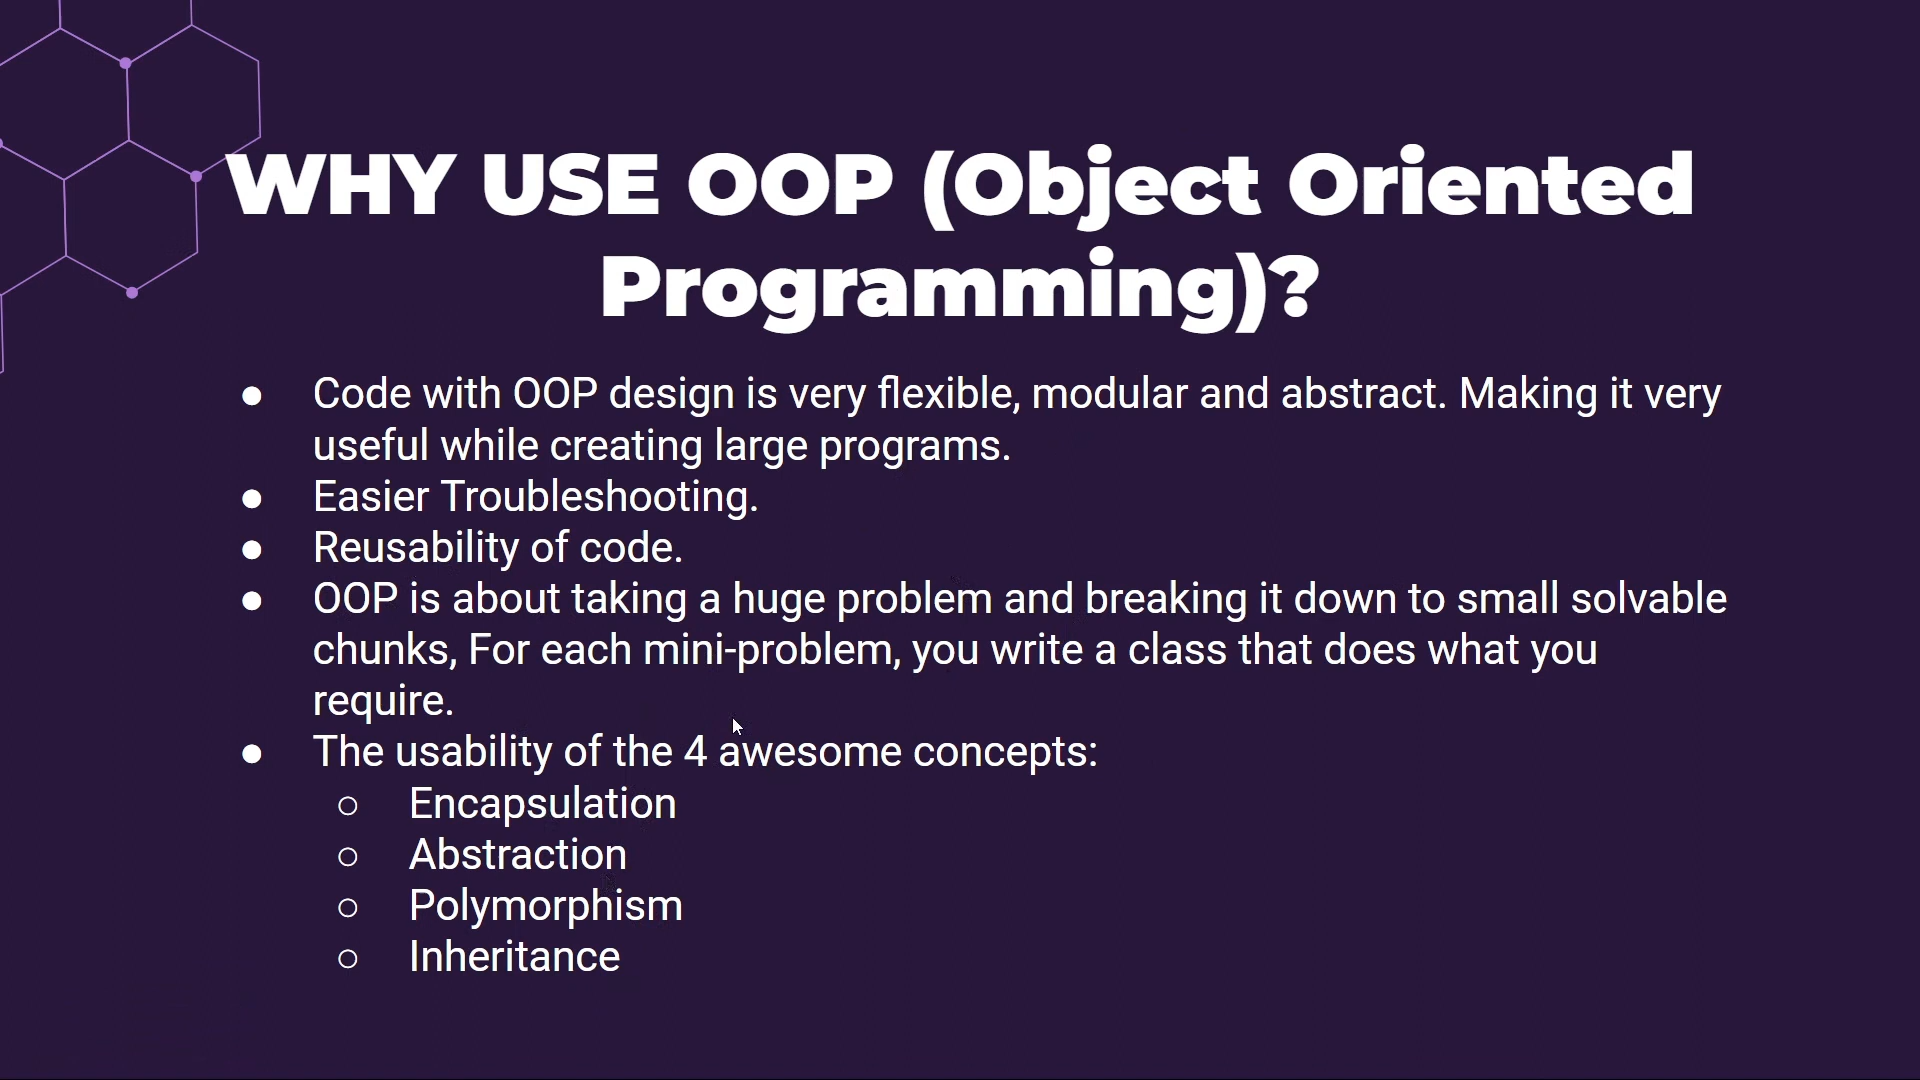 WHY USE OOP (Object Oriented
Programming)?
● Code with OOP design is very flexible, modular and abstract. Making it very
useful while creating large programs.
● Easier Troubleshooting.
● Reusability of code.
● OOP is about taking a huge problem and breaking it down to small solvable
chunks, For each mini-problem, you write a class that does what you
require.
● The usability of the 4 awesome concepts:
○ Encapsulation
○ Abstraction
○ Polymorphism
○ Inheritance